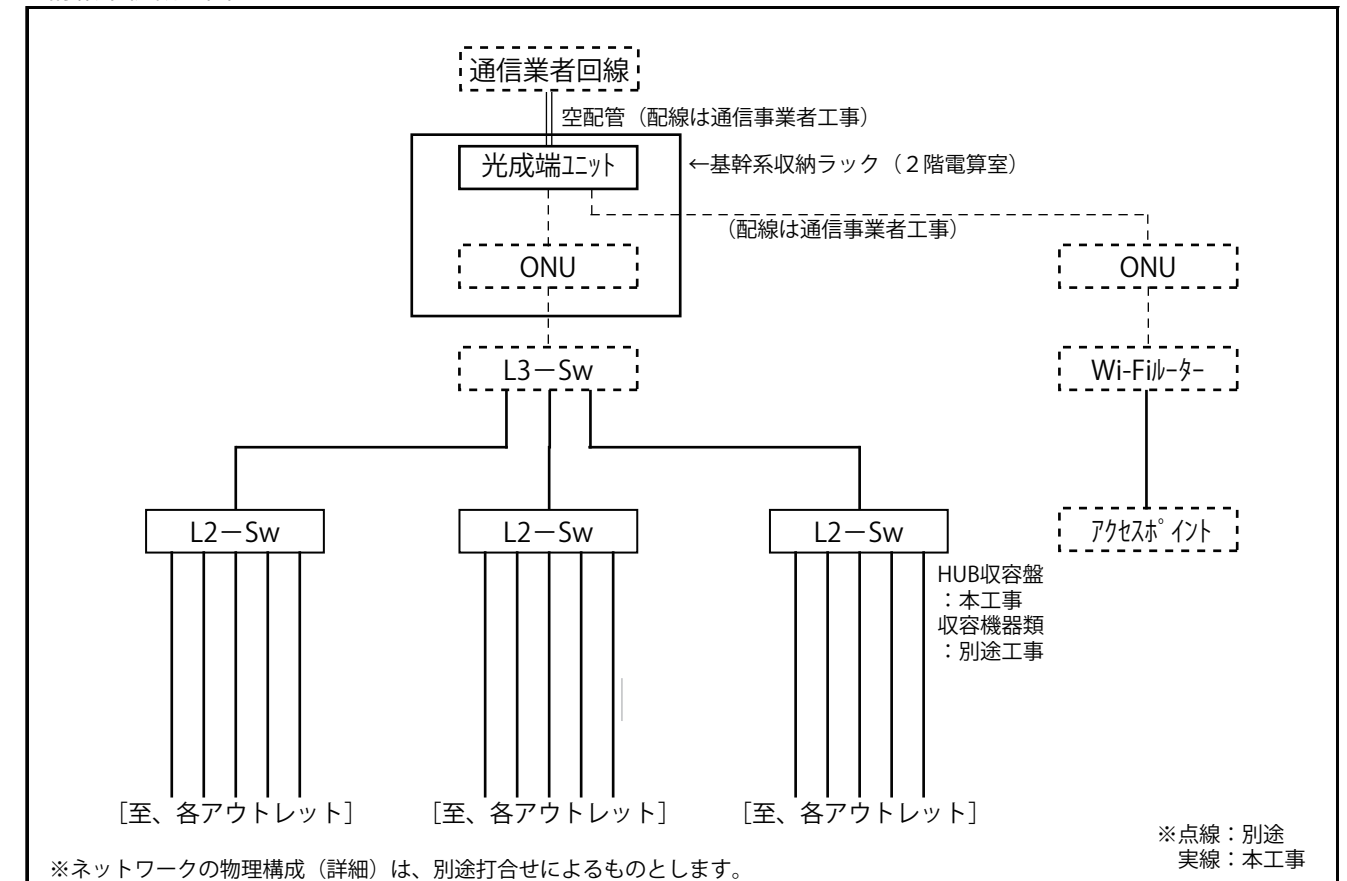 通信業者回線
空配管（配線は通信事業者工事）
光成端ﾕﾆｯﾄ
←基幹系収納ラック（２階電算室）
（配線は通信事業者工事）
ONU
ONU
L3－Sw
Wi-Fiﾙｰﾀｰ
L2－Sw
L2－Sw
L2－Sw
ｱｸｾｽﾎﾟｲﾝﾄ
HUB収容盤
：本工事
収容機器類
：別途工事
［至、各アウトレット］
［至、各アウトレット］
［至、各アウトレット］
※点線：別途
実線：本工事
※ネットワークの物理構成（詳細）は、別途打合せによるものとします。